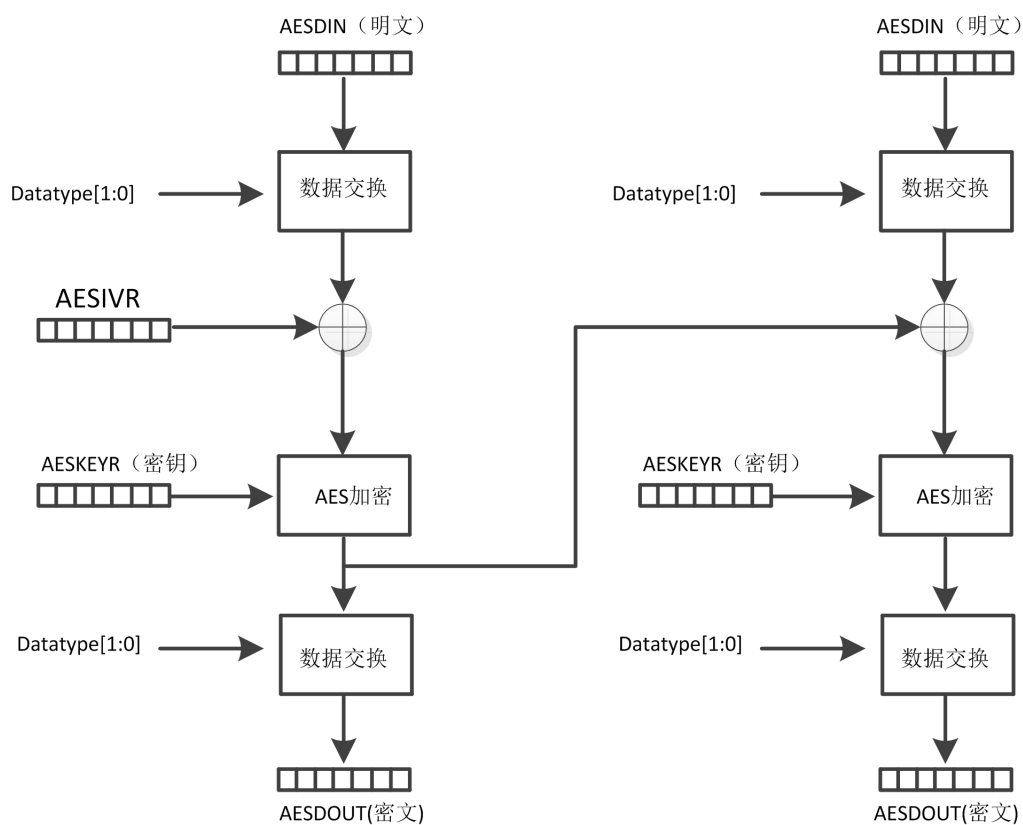 AESDIN（明文）
AESDIN（明文）
Datatype[1:0]
数据交换
Datatype[1:0]
数据交换
AESIVR
AESKEYR（密钥）
AES加密
AESKEYR（密钥）
AES加密
Datatype[1:0]
数据交换
Datatype[1:0]
数据交换
AESDOUT(密文)
AESDOUT(密文)